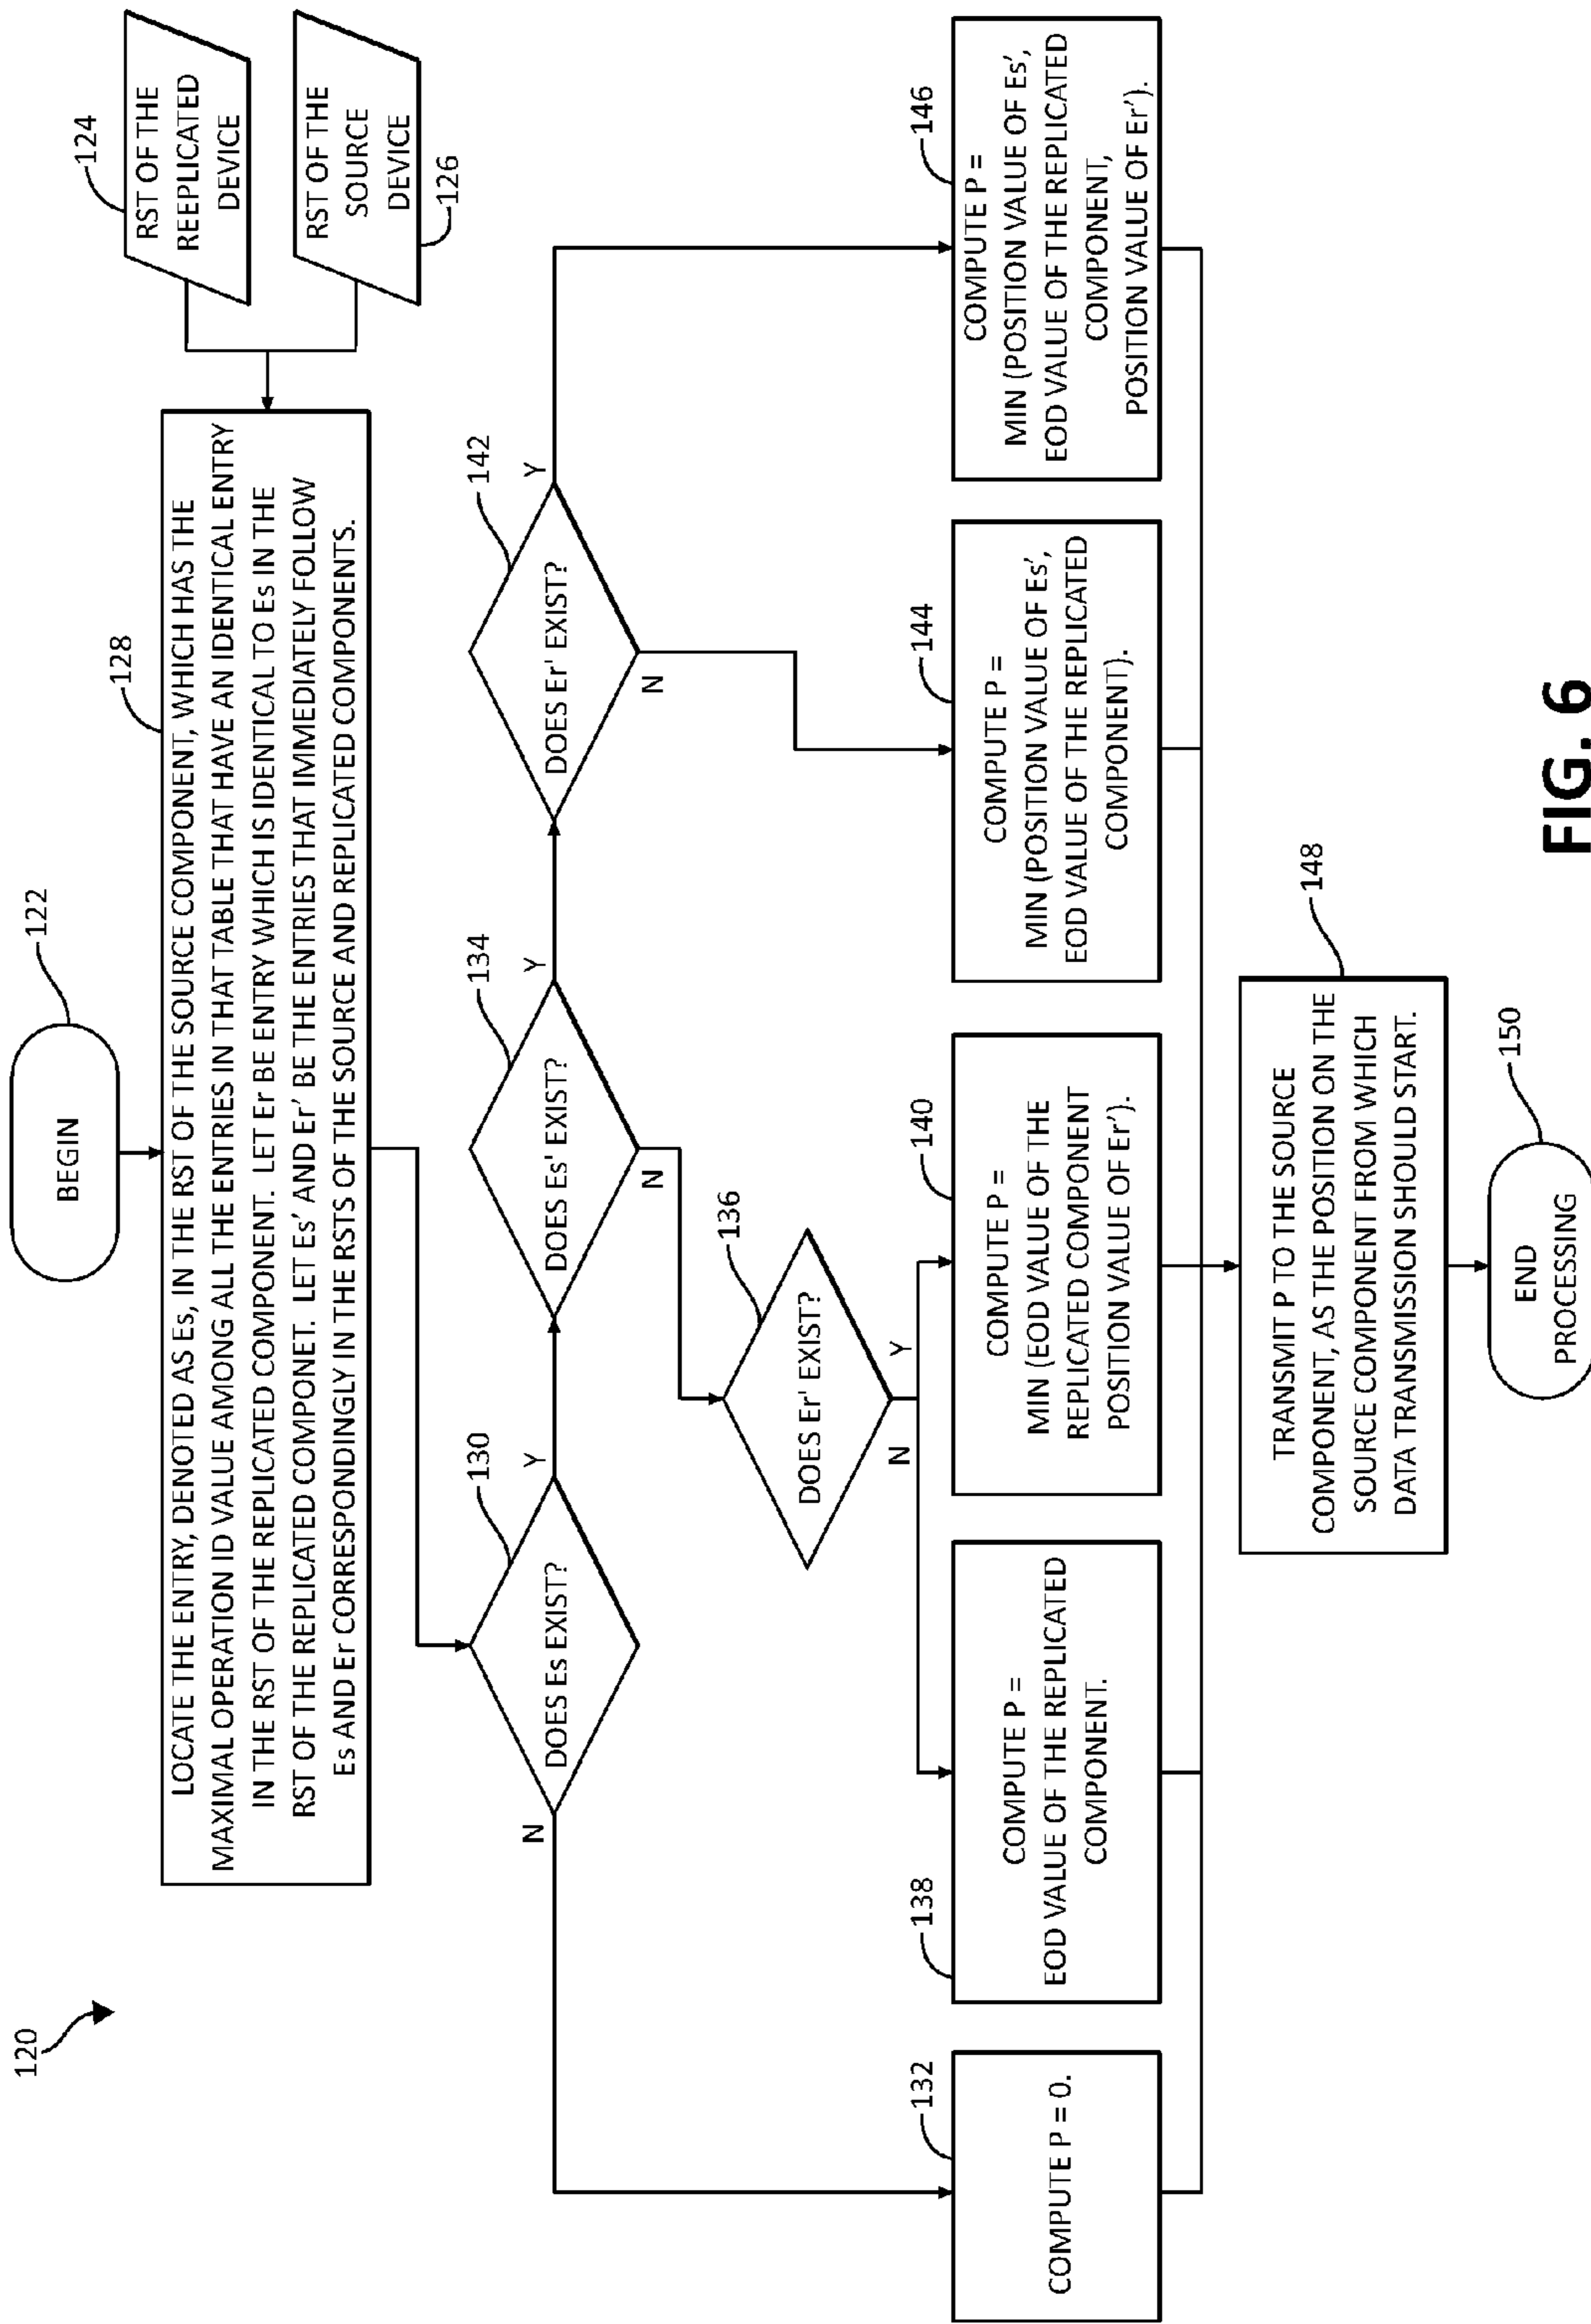 120
BEGIN
122
124
RST OF THE
REEPLICATED
DEVICE
RST OF THE
SOURCE
DEVICE
126
128
LOCATE THE ENTRY, DENOTED AS Es, IN THE RST OF THE SOURCE COMPONENT, WHICH HAS THE
MAXIMAL OPERATION ID VALUE AMONG ALL THE ENTRIES IN THAT TABLE THAT HAVE AN IDENTICAL ENTRY
IN THE RST OF THE REPLICATED COMPONENT. LET Er BE ENTRY WHICH IS IDENTICAL TO Es IN THE
RST OF THE REPLICATED COMPONET. LET Es' AND Er' BE THE ENTRIES THAT IMMEDIATELY FOLLOW
Es AND Er CORRESPONDINGLY IN THE RSTS OF THE SOURCE AND REPLICATED COMPONENTS.
130
DOES Es EXIST?
N
Y
134
DOES Es' EXIST?
N
Y
142
DOES Er' EXIST?
N
Y
136
DOES Er' EXIST?
N
Y
132
COMPUTE P = 0.
138
COMPUTE P =
EOD VALUE OF THE REPLICATED
COMPONENT.
140
COMPUTE P =
MIN (EOD VALUE OF THE
REPLICATED COMPONENT
POSITION VALUE OF Er').
144
COMPUTE P =
MIN (POSITION VALUE OF Es',
EOD VALUE OF THE REPLICATED
COMPONENT).
146
COMPUTE P =
MIN (POSITION VALUE OF Es',
EOD VALUE OF THE REPLICATED
COMPONENT,
POSITION VALUE OF Er').
148
TRANSMIT P TO THE SOURCE
COMPONENT, AS THE POSITION ON THE
SOURCE COMPONENT FROM WHICH
DATA TRANSMISSION SHOULD START.
150
END
PROCESSING
FIG. 6